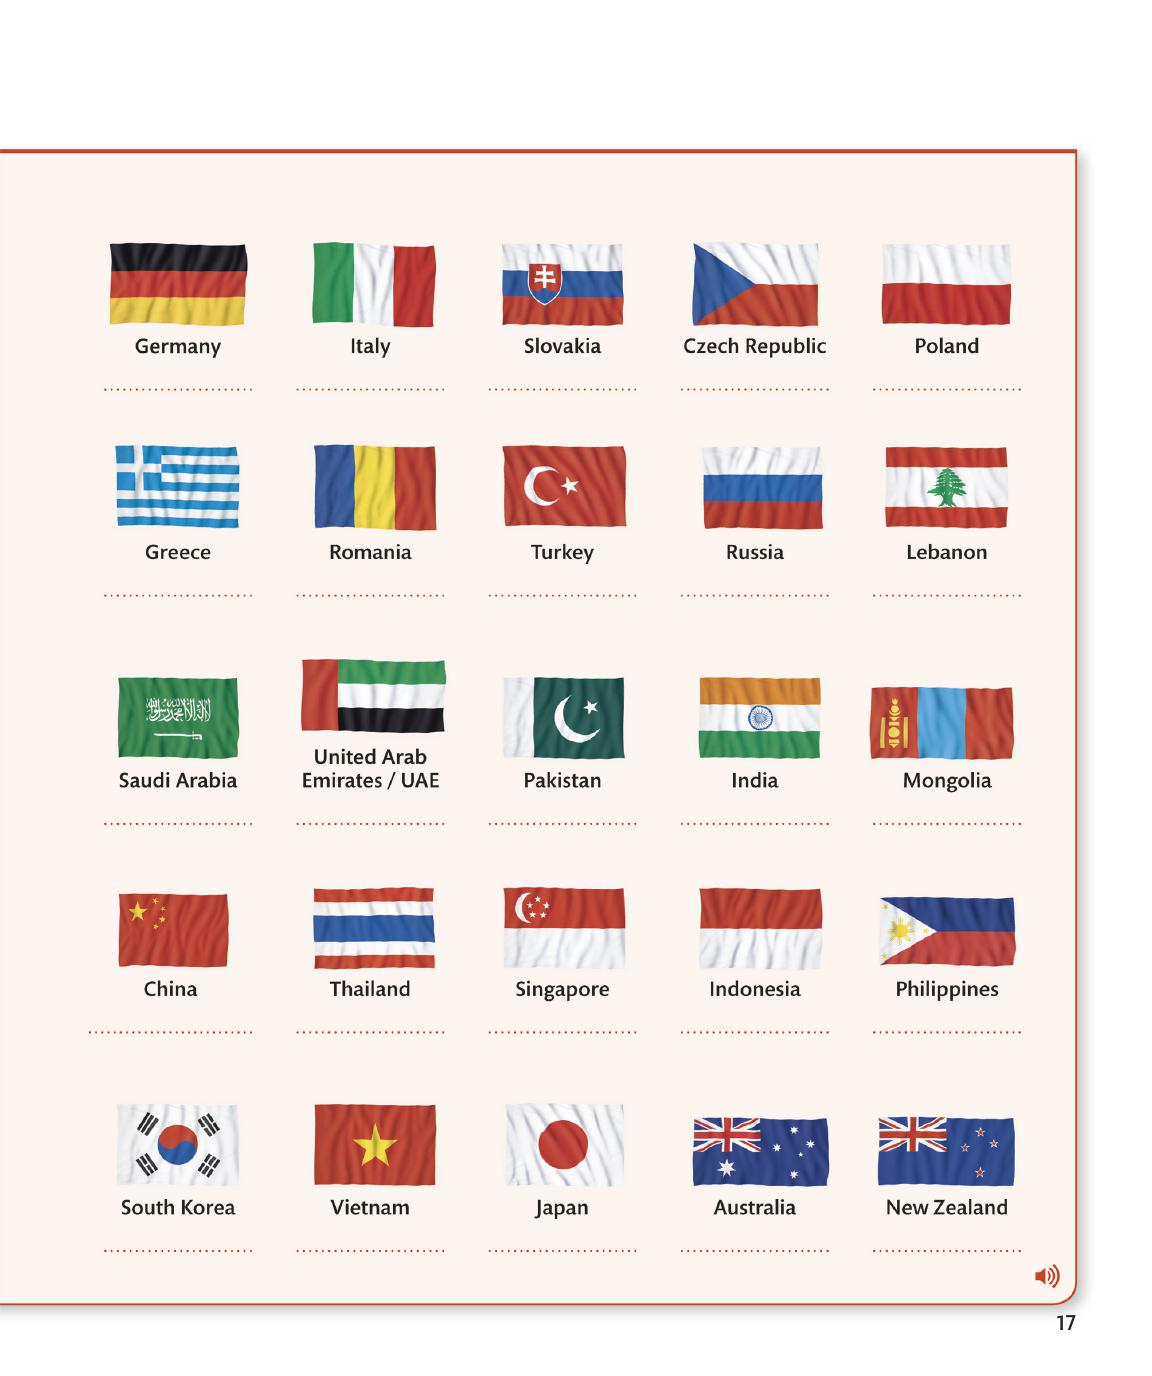 Germany
Italy
Slovakia
Czech Republic
Poland
Greece
Romania
Turkey
Russia
Lebanon
Saudi Arabia
United Arab
Emirates / UAE
Pakistan
India
Mongolia
China
Thailand
Singapore
Indonesia
Philippines
South Korea
Vietnam
Japan
Australia
New Zealand
17